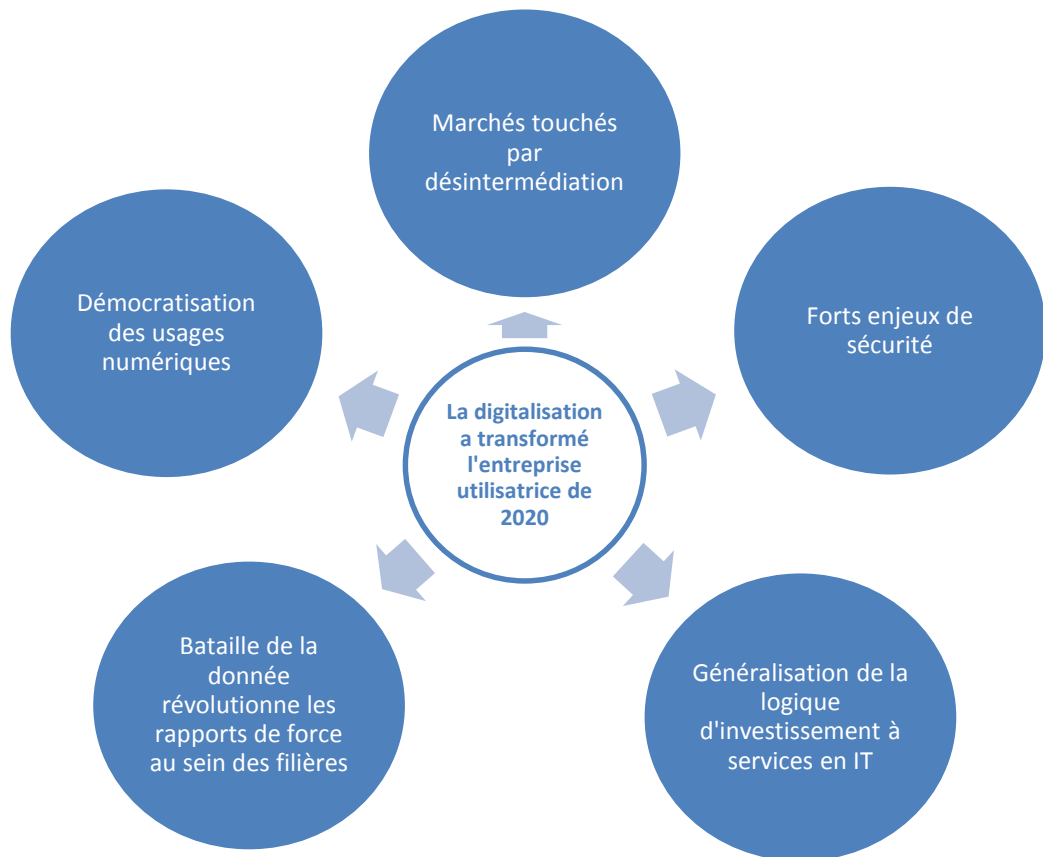 Marchés touchés
par
désintermédiation
Démocratisation
des usages
numériques
Forts enjeux de
sécurité
La digitalisation
a transformé
l'entreprise
utilisatrice de
2020
Bataille de la
donnée
révolutionne les
rapports de force
au sein des filières
Généralisation de la
logique
d'investissement à
services en IT